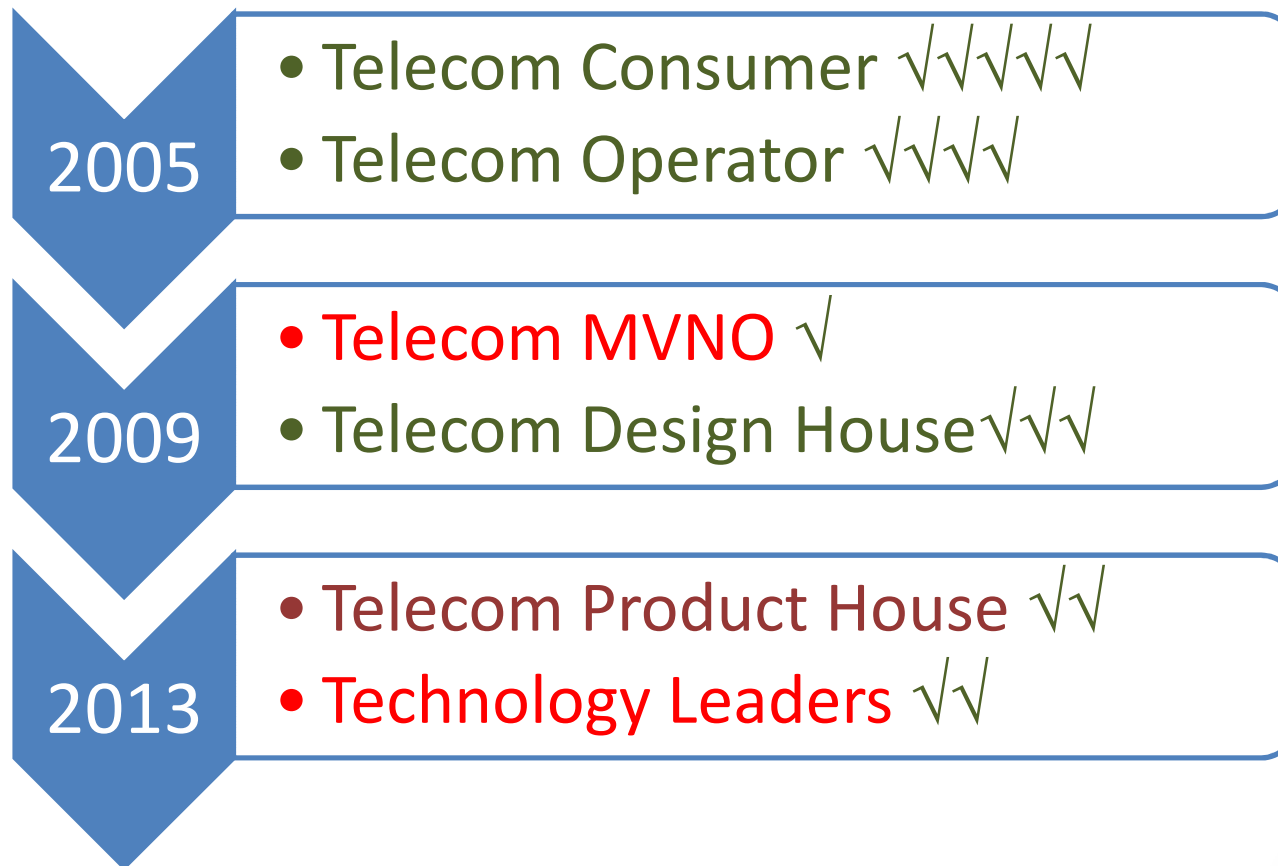 2005
• Telecom Consumer √√√√√
• Telecom Operator √√√√
2009
• Telecom MVNO √
• Telecom Design House√√√
2013
• Telecom Product House √√
• Technology Leaders √√